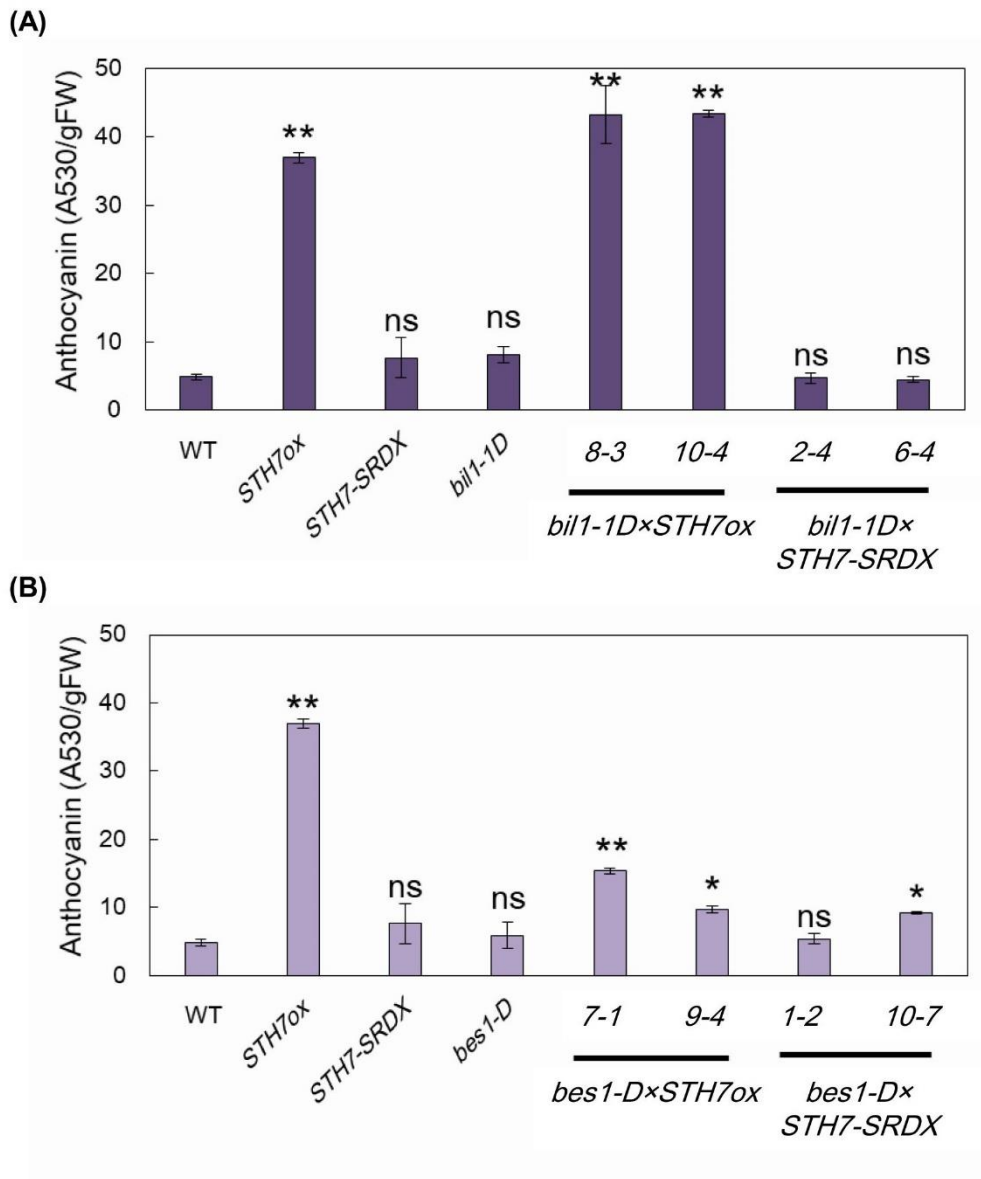 (A)
Anthocyanin (A530/gFW)
50
40
30
20
10
0
**
ns
ns
**
**
ns
ns
WT
STH7ox
STH7-SRDX
bil1-1D
8-3
10-4
2-4
6-4
bil1-1D×STH7ox
bil1-1D×
STH7-SRDX
(B)
Anthocyanin (A530/gFW)
50
40
30
20
10
0
**
ns
ns
**
*
ns
*
WT
STH7ox
STH7-SRDX
bes1-D
7-1
9-4
1-2
10-7
bes1-D×STH7ox
bes1-D×
STH7-SRDX